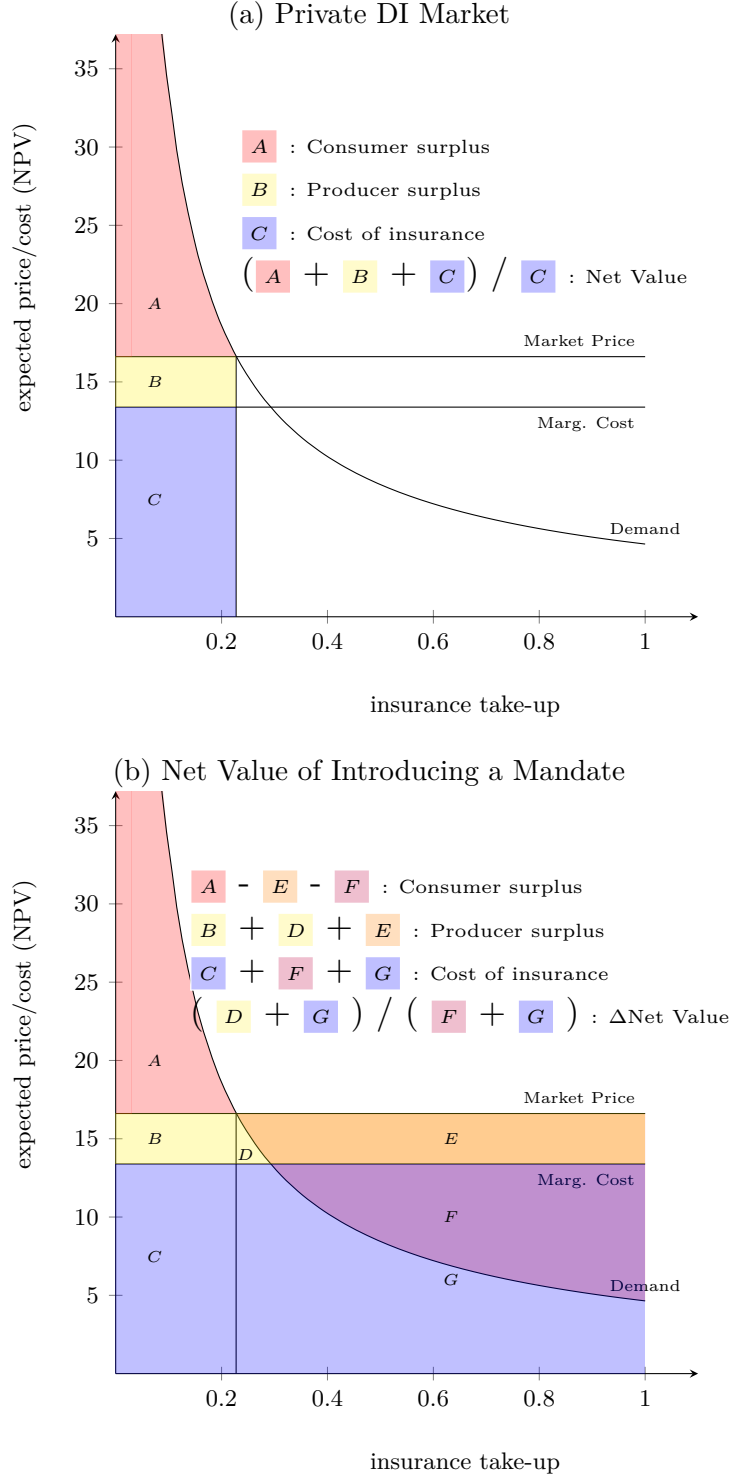 (a) Private DI Market
35
30
25
20
15
10
5
expected price/cost (NPV)
A : Consumer surplus
B : Producer surplus
C : Cost of insurance
(A + B + C) / C : Net Value
A
Market Price
B
Marg. Cost
C
Demand
0.2 0.4 0.6 0.8 1
insurance take-up
(b) Net Value of Introducing a Mandate
35
30
25
20
15
10
5
expected price/cost (NPV)
A - E - F : Consumer surplus
B + D + E : Producer surplus
C + F + G : Cost of insurance
( D + G ) / ( F + G ) : ΔNet Value
A
Market Price
B
E
D
Marg. Cost
F
C
G
Demand
0.2 0.4 0.6 0.8 1
insurance take-up